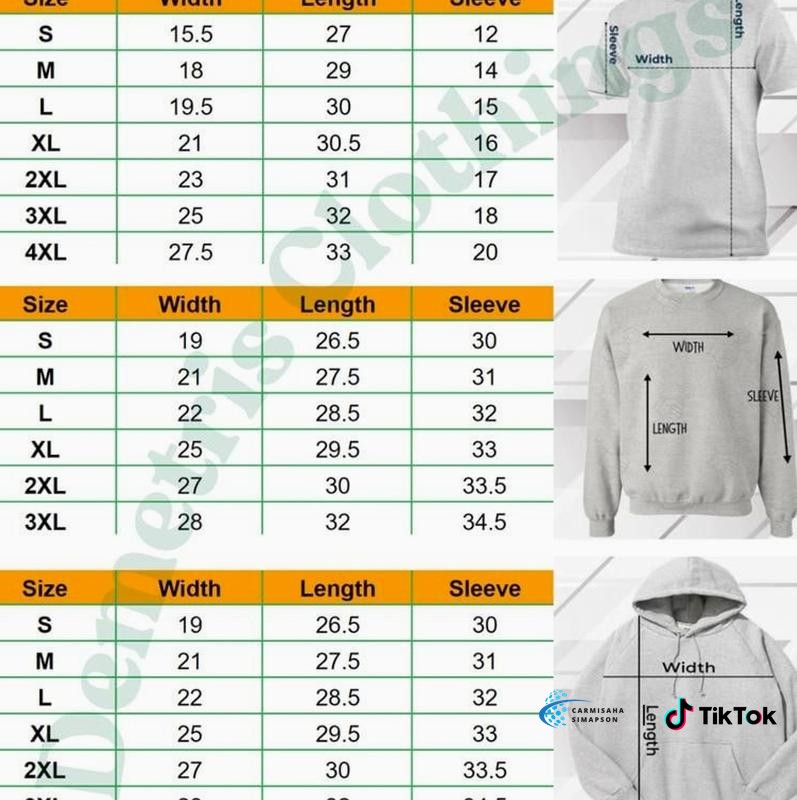 Size Width Length Sleeve
S 15.5 27 12
M 18 29 14
L 19.5 30 15
XL 21 30.5 16
2XL 23 31 17
3XL 25 32 18
4XL 27.5 33 20
Sleeve
Width
Length
Size Width Length Sleeve
S 19 26.5 30
M 21 27.5 31
L 22 28.5 32
XL 25 29.5 33
2XL 27 30 33.5
3XL 28 32 34.5
WIDTH
SLEEVE
LENGTH
Size Width Length Sleeve
S 19 26.5 30
M 21 27.5 31
L 22 28.5 32
XL 25 29.5 33
2XL 27 30 33.5
Width
Length
CARMISAHA
SIMAPSON
TikTok
Demetris Clothings